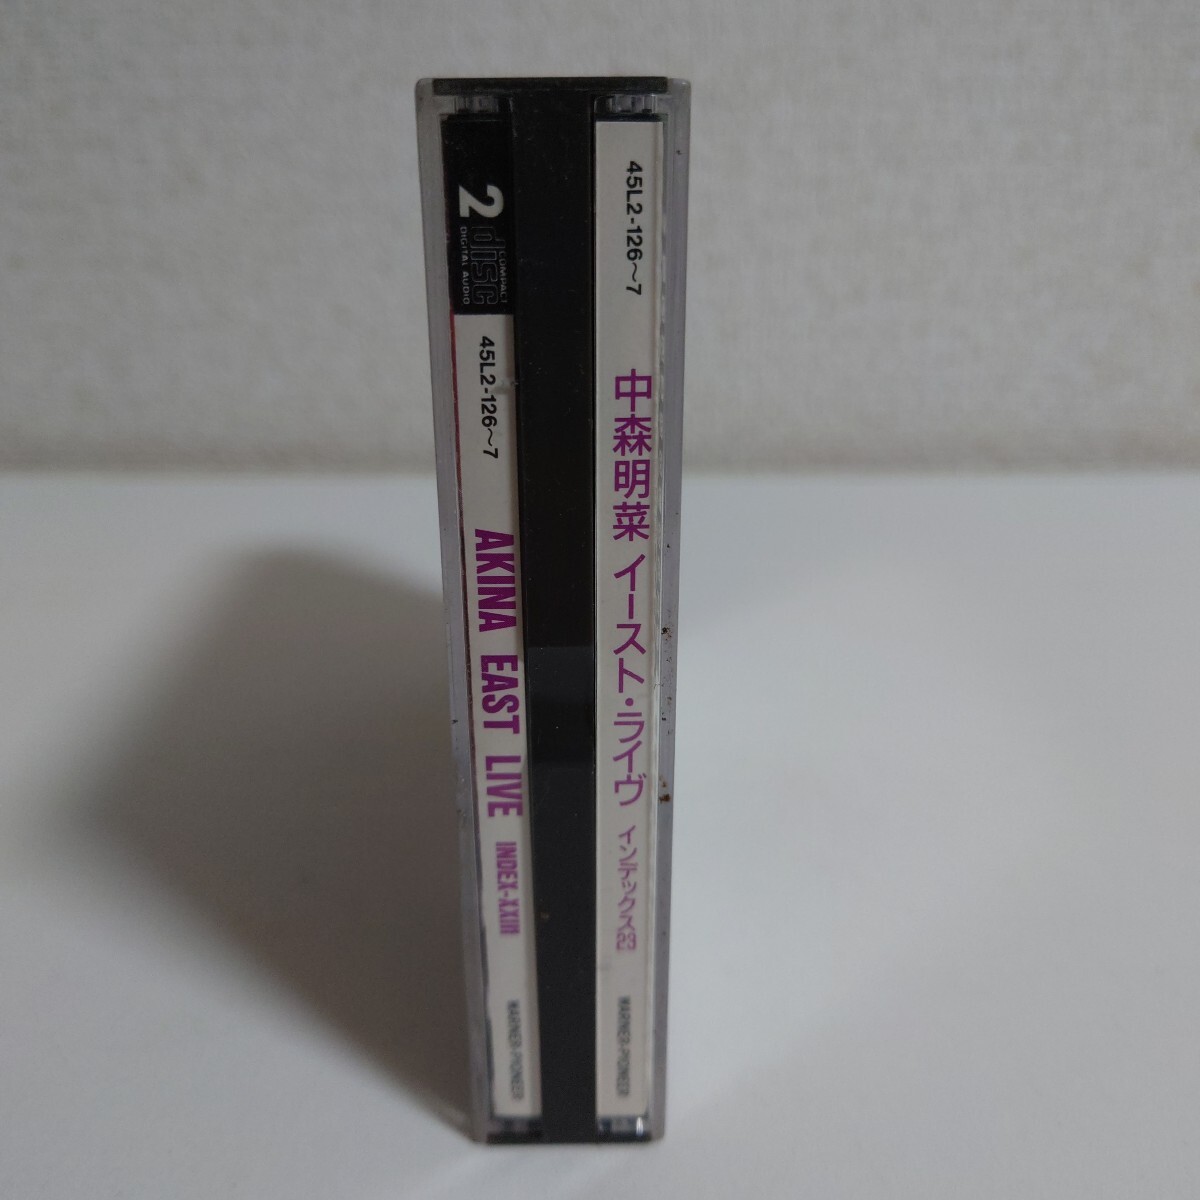 2
COMPACT
disc
DIGITAL AUDIO
45L2-126〜7
AKINA EAST LIVE INDEX-XXIII
WARNER-PIONEER
45L2-126〜7
中森明菜 イースト・ライヴ インデックス23
WARNER-PIONEER